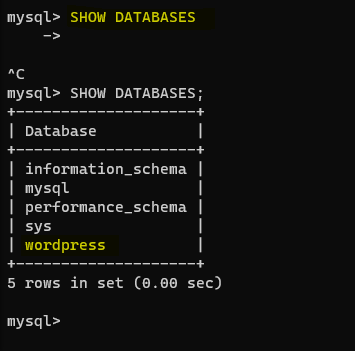 mysql> SHOW DATABASES
    ->
^C
mysql> SHOW DATABASES;
+--------------------+
| Database           |
+--------------------+
| information_schema |
| mysql              |
| performance_schema |
| sys                |
| wordpress          |
+--------------------+
5 rows in set (0.00 sec)
mysql>